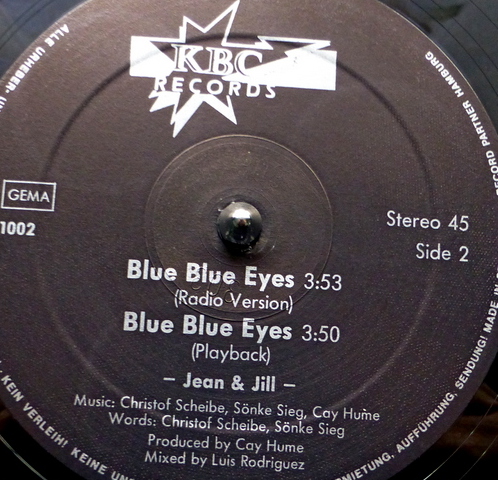 KBC
RECORDS
GEMA
1002
Stereo 45
Side 2
Blue Blue Eyes 3:53
(Radio Version)
Blue Blue Eyes 3:50
(Playback)
– Jean & Jill –
Music: Christof Scheibe, Sönke Sieg, Cay Hume
Words: Christof Scheibe, Sönke Sieg
Produced by Cay Hume
Mixed by Luis Rodriguez
ALLE URHEBER-
RECORD PARTNER HAMBURG
KEIN VERLEIH! KEINE
AUFFÜHRUNG, SENDUNG! MADE IN